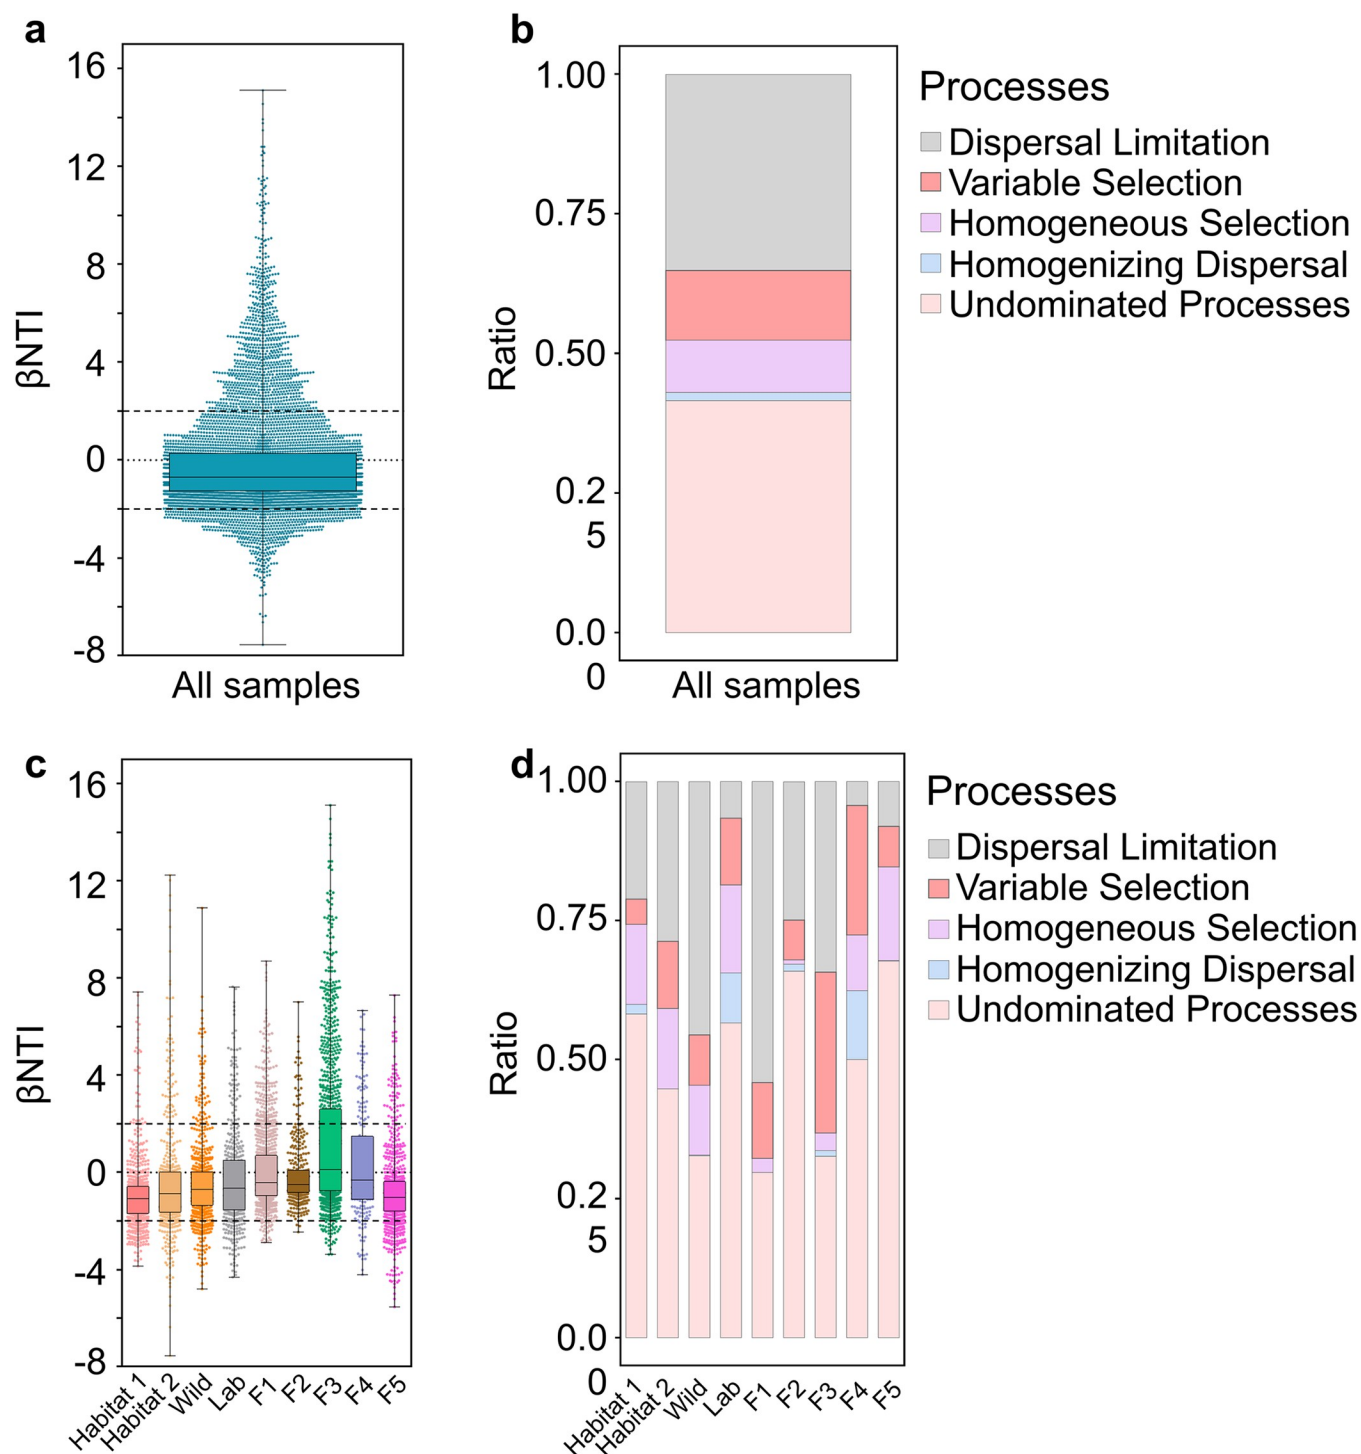 a
16
12
8
4
0
-4
-8
βNTI
All samples
b
1.00
0.75
0.50
0.2
5
0.0
0
Ratio
All samples
Processes
Dispersal Limitation
Variable Selection
Homogeneous Selection
Homogenizing Dispersal
Undominated Processes
c
16
12
8
4
0
-4
-8
βNTI
Habitat 1
Habitat 2
Wild
Lab
F1
F2
F3
F4
F5
d
1.00
0.75
0.50
0.2
5
0.0
0
Ratio
Habitat 1
Habitat 2
Wild
Lab
F1
F2
F3
F4
F5
Processes
Dispersal Limitation
Variable Selection
Homogeneous Selection
Homogenizing Dispersal
Undominated Processes